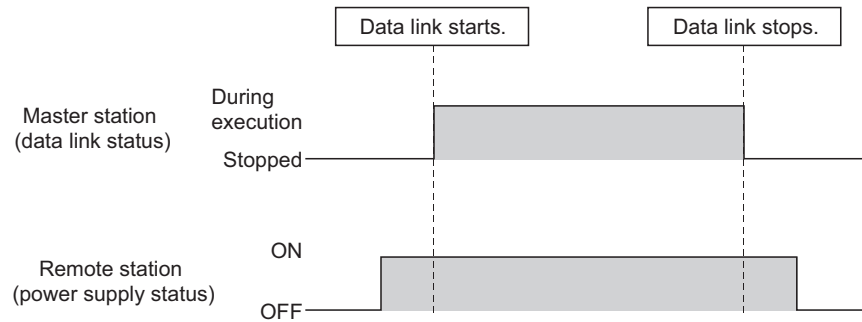 Data link starts.
Data link stops.
Master station
(data link status)
During
execution
Stopped
Remote station
(power supply status)
ON
OFF